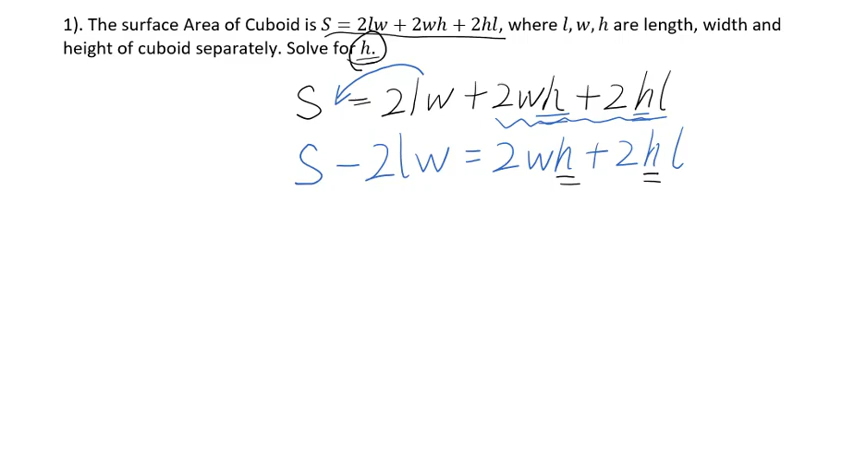 1). The surface Area of Cuboid is S = 2lw + 2wh + 2hl, where l, w, h are length, width and
height of cuboid separately. Solve for h.
S = 2lw + 2wh + 2hl
S - 2lw = 2wh + 2hl